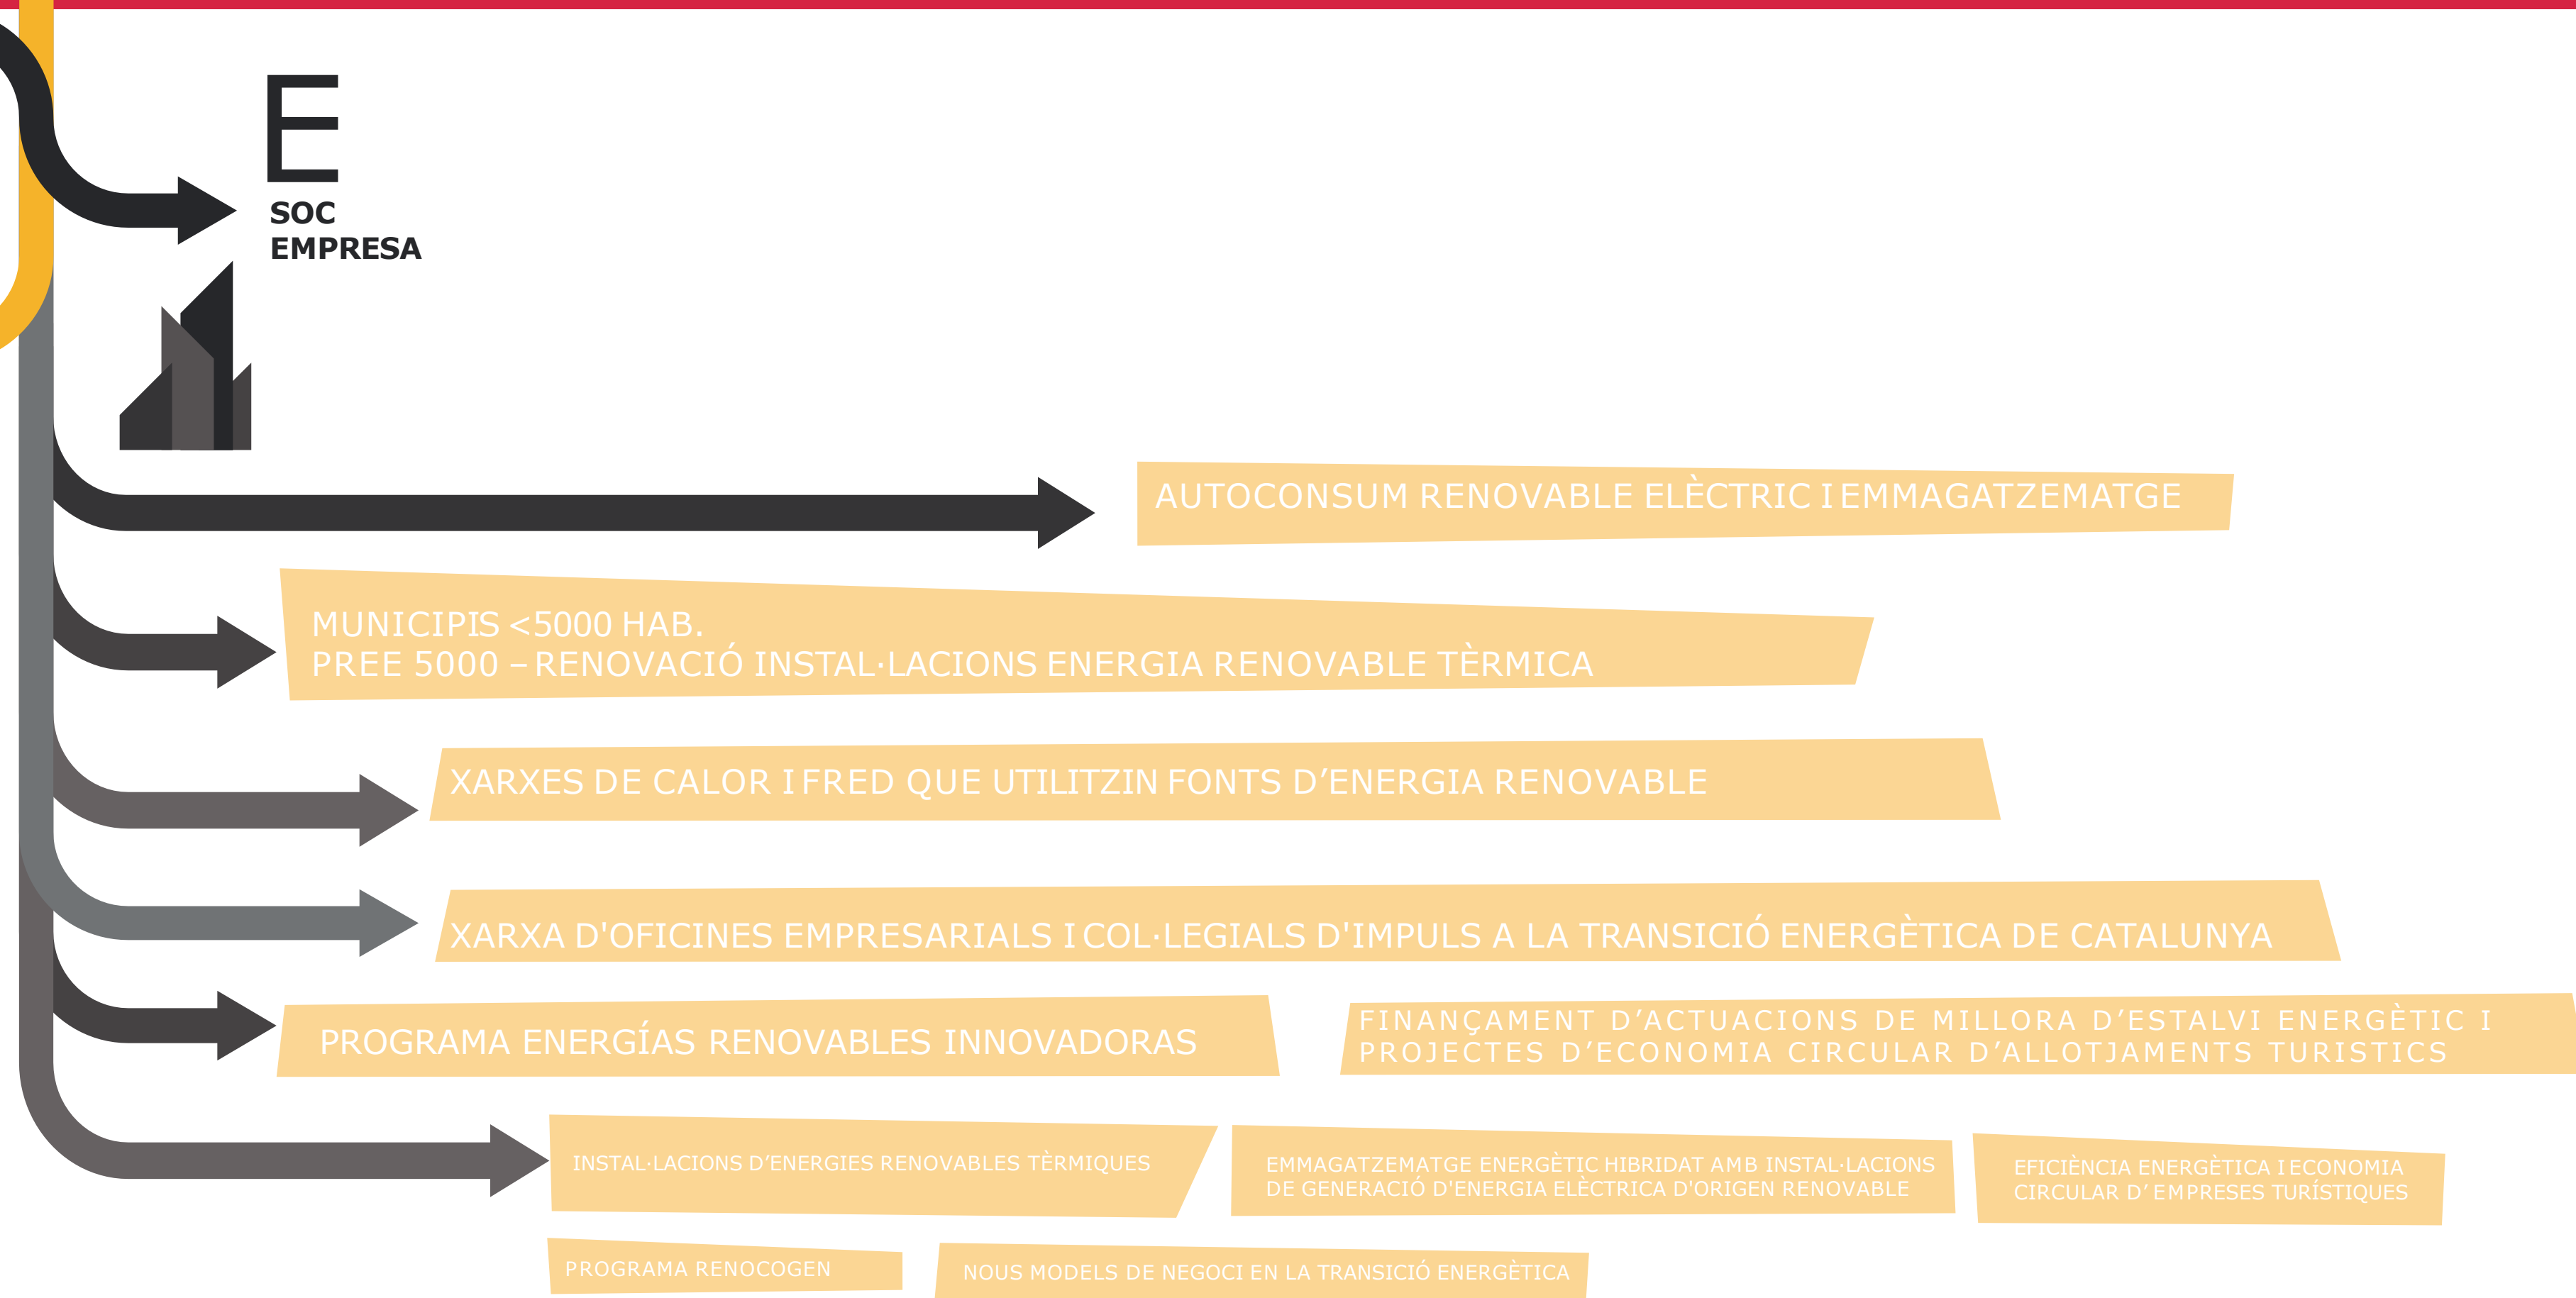 E
SOC
EMPRESA
AUTOCONSUM RENOVABLE ELÈCTRIC I EMMAGATZEMATGE
MUNICIPIS <5000 HAB.
PREE 5000 – RENOVACIÓ INSTAL·LACIONS ENERGIA RENOVABLE TÈRMICA
XARXES DE CALOR I FRED QUE UTILITZIN FONTS D’ENERGIA RENOVABLE
XARXA D'OFICINES EMPRESARIALS I COL·LEGIALS D'IMPULS A LA TRANSICIÓ ENERGÈTICA DE CATALUNYA
PROGRAMA ENERGÍAS RENOVABLES INNOVADORAS
FINANÇAMENT D’ACTUACIONS DE MILLORA D’ESTALVI ENERGÈTIC I
PROJECTES D’ECONOMIA CIRCULAR D’ALLOTJAMENTS TURISTICS
INSTAL·LACIONS D’ENERGIES RENOVABLES TÈRMIQUES
EMMAGATZEMATGE ENERGÈTIC HIBRIDAT AMB INSTAL·LACIONS
DE GENERACIÓ D'ENERGIA ELÈCTRICA D'ORIGEN RENOVABLE
EFICIÈNCIA ENERGÈTICA I ECONOMIA
CIRCULAR D’ EMPRESES TURÍSTIQUES
PROGRAMA RENOCOGEN
NOUS MODELS DE NEGOCI EN LA TRANSICIÓ ENERGÈTICA